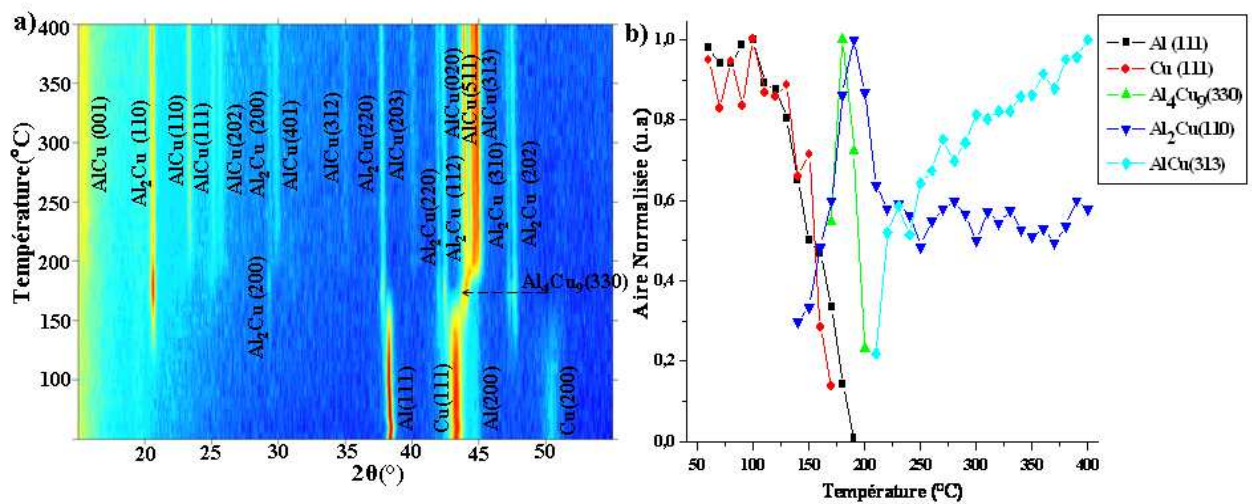 a)
400
350
300
250
200
150
100
Température(°C)
20
25
30
35
40
45
50
2θ(°)
AlCu (001)
Al₂Cu (110)
AlCu(110)
AlCu(111)
AlCu(202)
Al₂Cu (200)
AlCu(401)
AlCu(312)
Al₂Cu(220)
AlCu(203)
AlCu(020)
AlCu(511)
AlCu(313)
Al₂Cu(220)
Al₂Cu (112)
Al₂Cu (310)
Al₂Cu (202)
Al₂Cu (200)
Al₄Cu₉(330)
Al(111)
Cu(111)
Al(200)
Cu(200)
b)
1,0
0,8
0,6
0,4
0,2
0,0
Aire Normalisée (u.a)
50
100
150
200
250
300
350
400
Température (°C)
Al (111)
Cu (111)
Al₄Cu₉(330)
Al₂Cu(110)
AlCu(313)